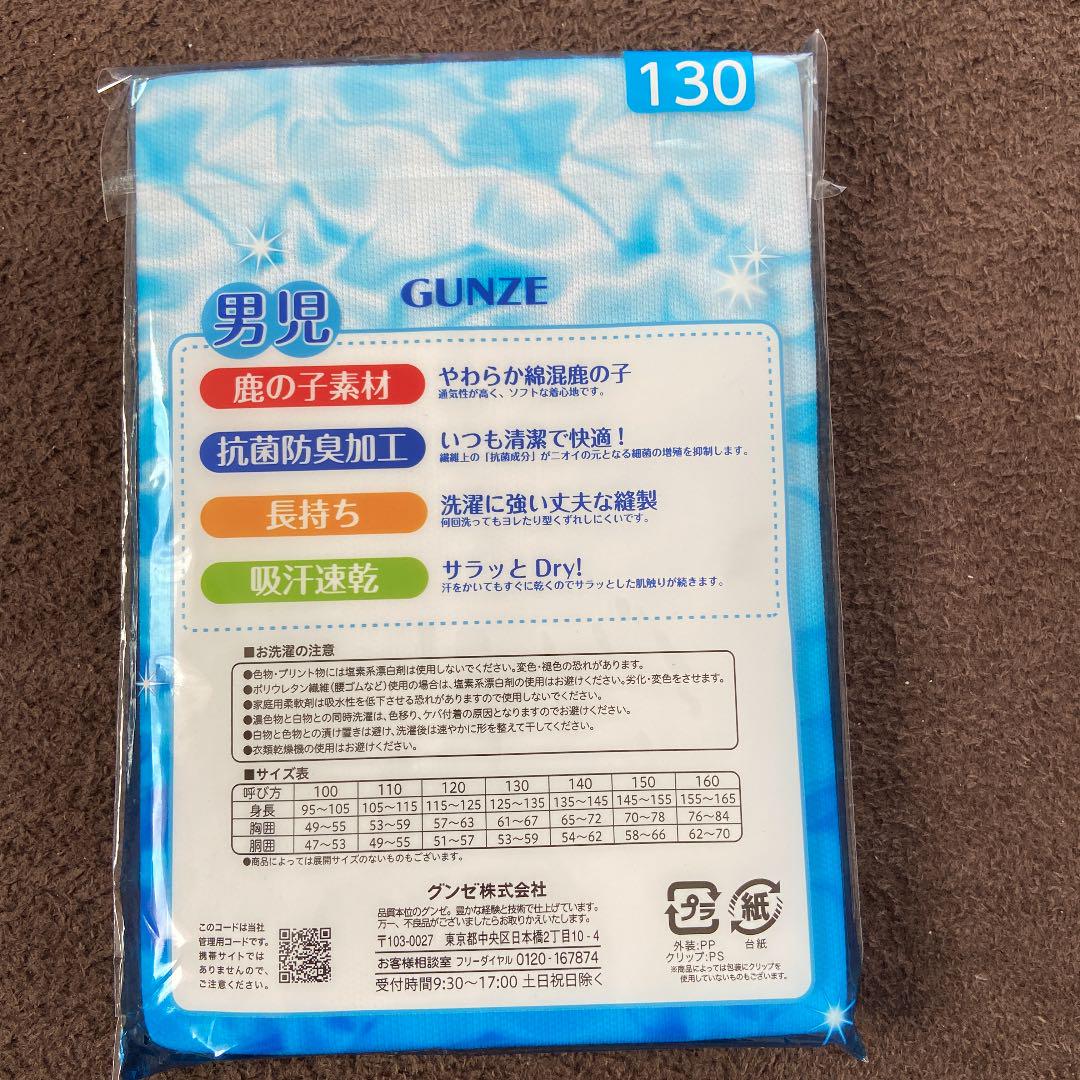 130
GUNZE
男児
鹿の子素材
やわらか綿混鹿の子
通気性が高く、ソフトな着心地です。
抗菌防臭加工
いつも清潔で快適！
繊維上の「抗菌成分」がニオイの元となる細菌の増殖を抑制します。
長持ち
洗濯に強い丈夫な縫製
何回洗ってもヨレたり型くずれしにくいです。
吸汗速乾
サラッとDry!
汗をかいてもすぐに乾くのでサラッとした肌触りが続きます。
■お洗濯の注意
●色物・プリント物には塩素系漂白剤は使用しないでください。変色・褪色の恐れがあります。
●ポリウレタン繊維（腰ゴムなど）使用の場合は、塩素系漂白剤の使用はお避けください。劣化・変色をさせます。
●家庭用柔軟剤は吸水性を低下させる恐れがありますので使用しないでください。
●濃色物と白物との同時洗濯は、色移り、ケバ付着の原因となりますのでお避けください。
●白物と色物との漬け置きは避け、洗濯後は速やかに形を整えて干してください。
●衣類乾燥機の使用はお避けください。
■サイズ表
呼び方 100 110 120 130 140 150 160
身長 95～105 105～115 115～125 125～135 135～145 145～155 155～165
胸囲 49～55 53～59 57～63 61～67 65～72 70～78 76～84
胴囲 47～53 49～55 51～57 53～59 54～62 58～66 62～70
●商品によっては展開サイズのないものもございます。
このコードは当社
管理用コードです。
携帯サイトでは
ありませんので、
ご注意ください。
グンゼ株式会社
品質本位のグンゼ。豊かな経験と技術で仕上げています。
万一、不良品がございましたらお取りかえいたします。
〒103-0027 東京都中央区日本橋2丁目10-4
お客様相談室 フリーダイヤル 0120-167874
受付時間9:30～17:00 土日祝日除く
プラ
紙
外装:PP
クリップ:PS
台紙
※商品によっては包装にクリップを
使用していないものもございます。